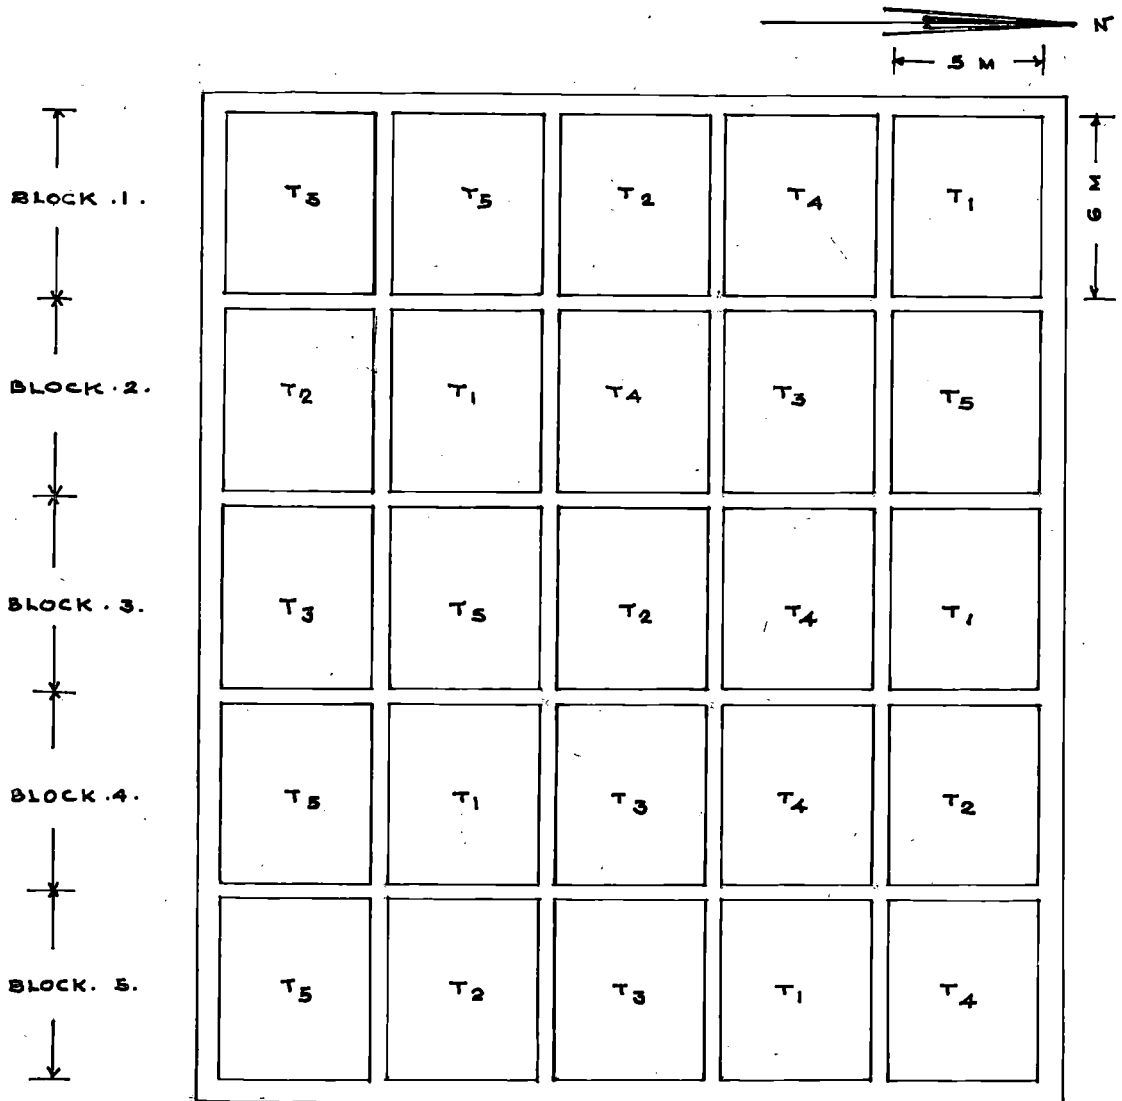 N
5 M
BLOCK .1. T5 T5 T2 T4 T1
6 M
BLOCK .2. T2 T1 T4 T3 T5
BLOCK .3. T3 T5 T2 T4 T1
BLOCK .4. T5 T1 T3 T4 T2
BLOCK. 5. T5 T2 T3 T1 T4